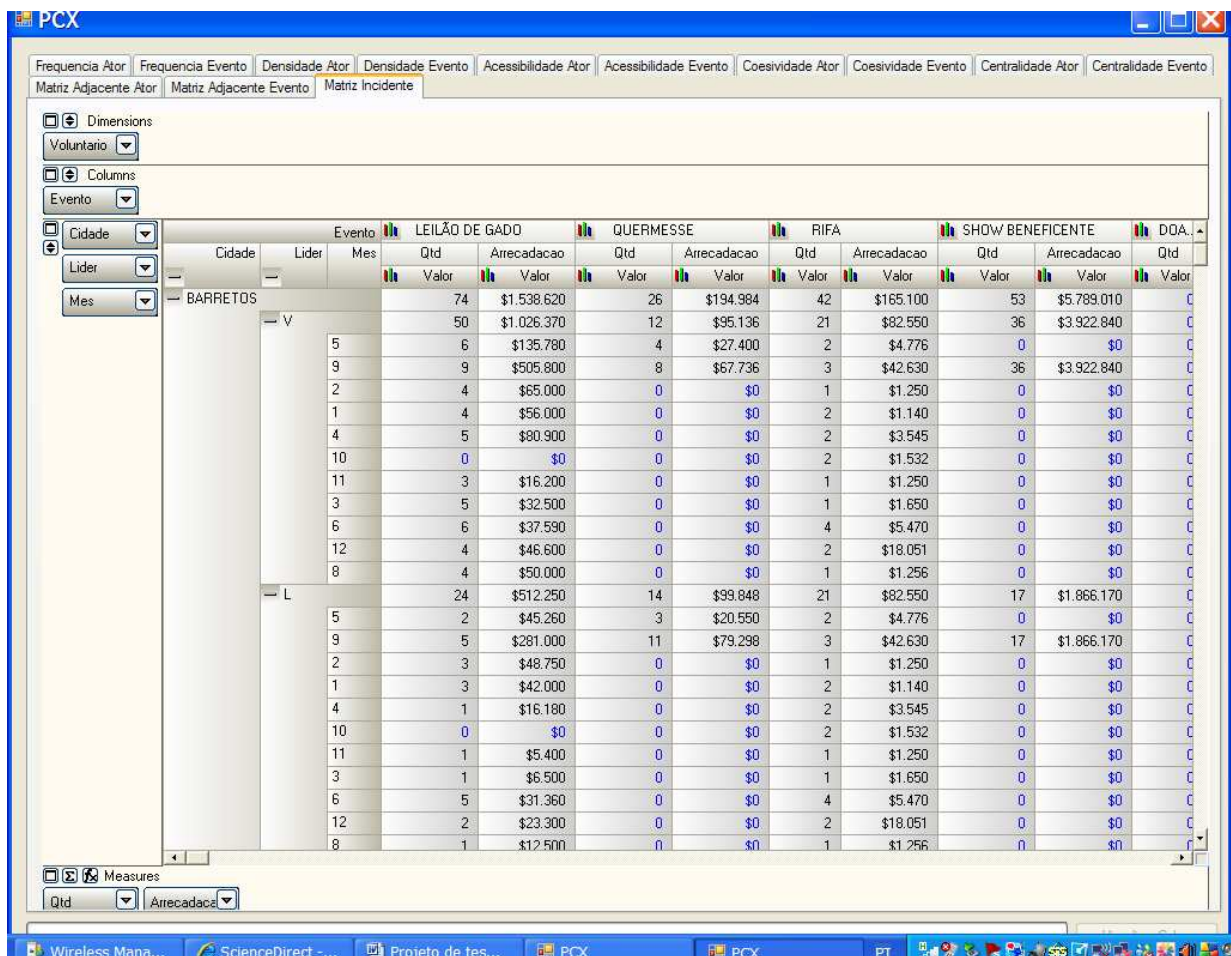 PCX
Frequencia Ator Frequencia Evento Densidade Ator Densidade Evento Acessibilidade Ator Acessibilidade Evento Coesividade Ator Coesividade Evento Centralidade Ator Centralidade Evento
Matriz Adjacente Ator Matriz Adjacente Evento Matriz Incidente
Dimensions
Voluntario
Columns
Evento
Cidade Evento LEILÃO DE GADO QUERMESSE RIFA SHOW BENEFICENTE DOA..
Cidade Lider Mes Qtd Arrecadacao Qtd Arrecadacao Qtd Arrecadacao Qtd Arrecadacao Qtd
Lider Valor Valor Valor Valor Valor Valor Valor Valor Valor
Mes BARRETOS 74 $1.538.620 26 $194.984 42 $165.100 53 $5.789.010
V 50 $1.026.370 12 $95.136 21 $82.550 36 $3.922.840
5 6 $135.780 4 $27.400 2 $4.776 0 $0
9 9 $505.800 8 $67.736 3 $42.630 36 $3.922.840
2 4 $65.000 0 $0 1 $1.250 0 $0
1 4 $56.000 0 $0 2 $1.140 0 $0
4 5 $80.900 0 $0 2 $3.545 0 $0
10 0 $0 0 $0 2 $1.532 0 $0
11 3 $16.200 0 $0 1 $1.250 0 $0
3 5 $32.500 0 $0 1 $1.650 0 $0
6 6 $37.590 0 $0 4 $5.470 0 $0
12 4 $46.600 0 $0 2 $18.051 0 $0
8 4 $50.000 0 $0 1 $1.256 0 $0
L 24 $512.250 14 $99.848 21 $82.550 17 $1.866.170
5 2 $45.260 3 $20.550 2 $4.776 0 $0
9 5 $281.000 11 $79.298 3 $42.630 17 $1.866.170
2 3 $48.750 0 $0 1 $1.250 0 $0
1 3 $42.000 0 $0 2 $1.140 0 $0
4 1 $16.180 0 $0 2 $3.545 0 $0
10 0 $0 0 $0 2 $1.532 0 $0
11 1 $5.400 0 $0 1 $1.250 0 $0
3 1 $6.500 0 $0 1 $1.650 0 $0
6 5 $31.360 0 $0 4 $5.470 0 $0
12 2 $23.300 0 $0 2 $18.051 0 $0
8 1 $12.500 0 $0 1 $1.256 0 $0
Measures
Qtd Arrecadaca
Wireless Mana... ScienceDirect -... Projeto de tes... PCX PCX PT